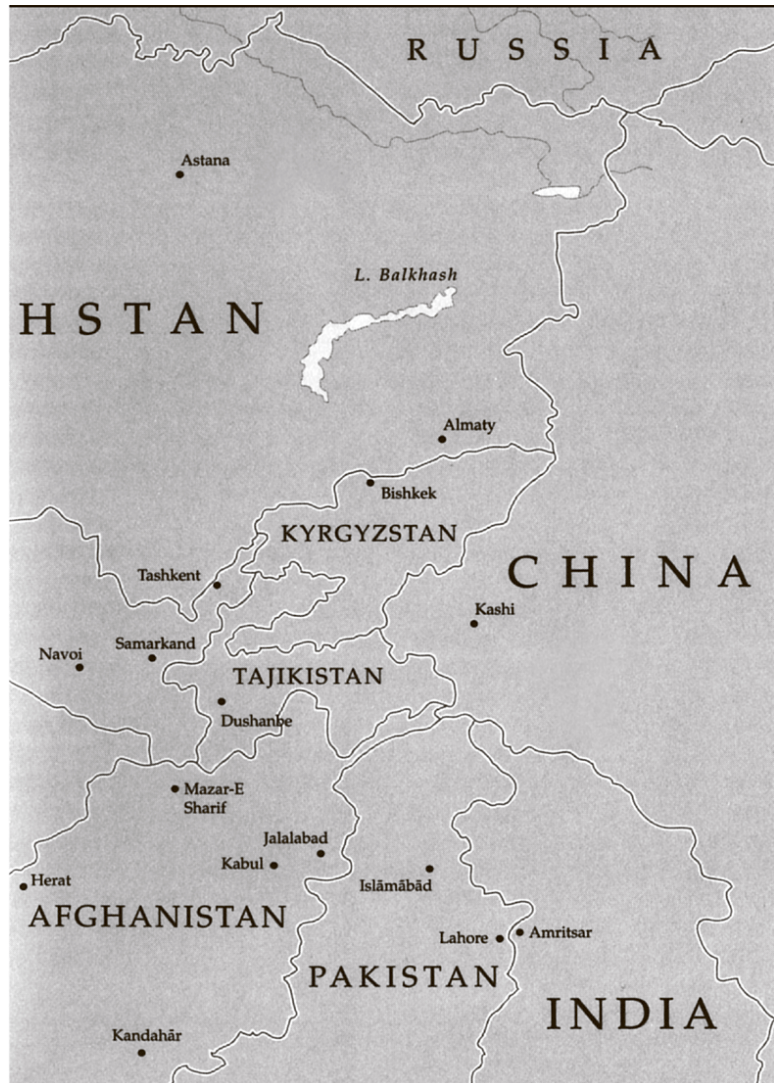 RUSSIA
Astana
L. Balkhash
HSTAN
Almaty
Bishkek
KYRGYZSTAN
CHINA
Tashkent
Kashi
Samarkand
Navoi
TAJIKISTAN
Dushanbe
Mazar-E
Sharif
Jalalabad
Kabul
Islāmābād
Herat
AFGHANISTAN
Lahore
Amritsar
PAKISTAN
INDIA
Kandahār